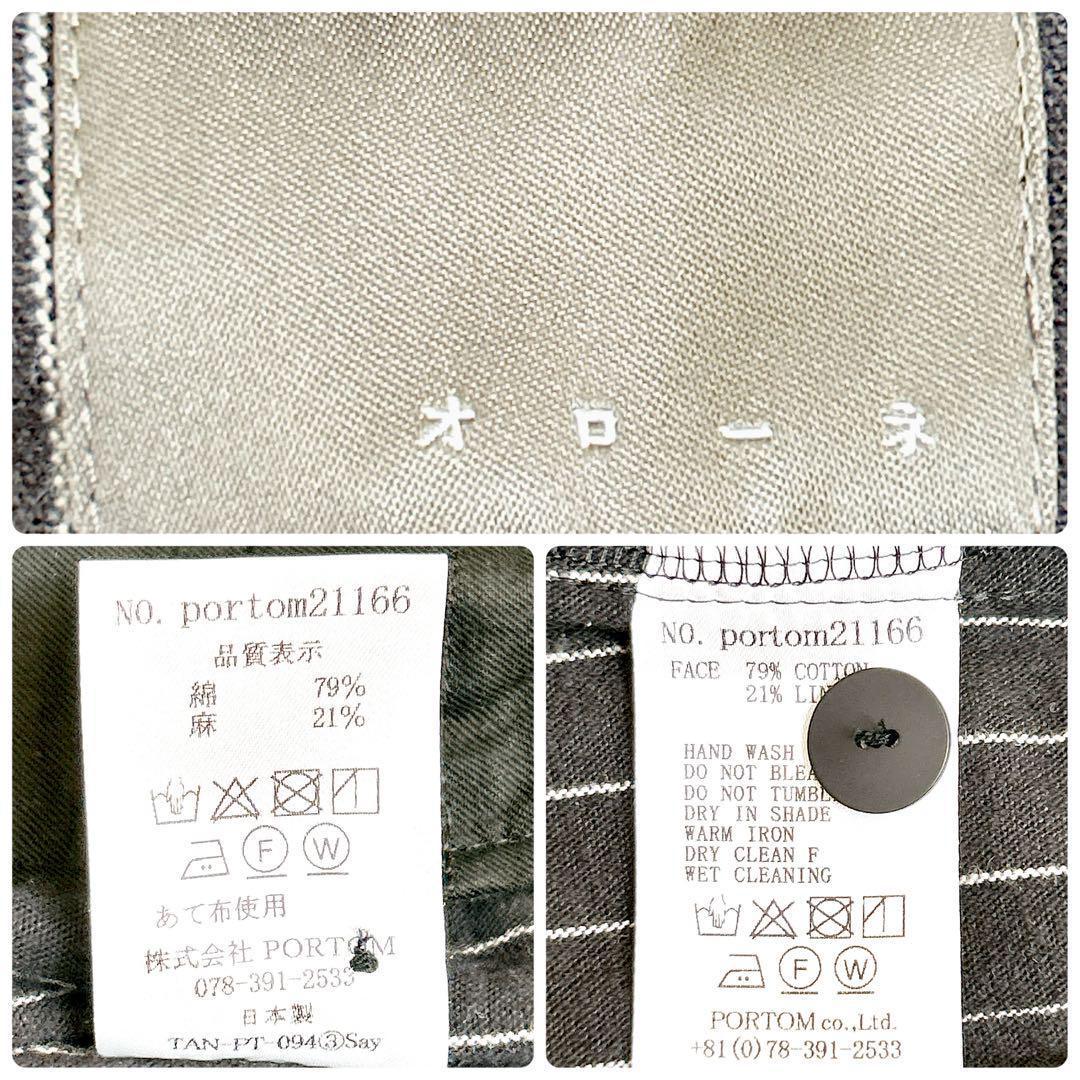 オローネ
NO. portom21166
品質表示
綿 79%
麻 21%
F W
あて布使用
株式会社 PORTOM
078-391-2533
日本製
TAN-PT-094③Say
NO. portom21166
FACE 79% COTTON
21%
HAND WASH
DO NOT
DO NOT
DRY IN SHADE
WARM IRON
DRY CLEAN F
WET CLEANING
F W
PORTOM co.,Ltd.
+81(0)78-391-2533